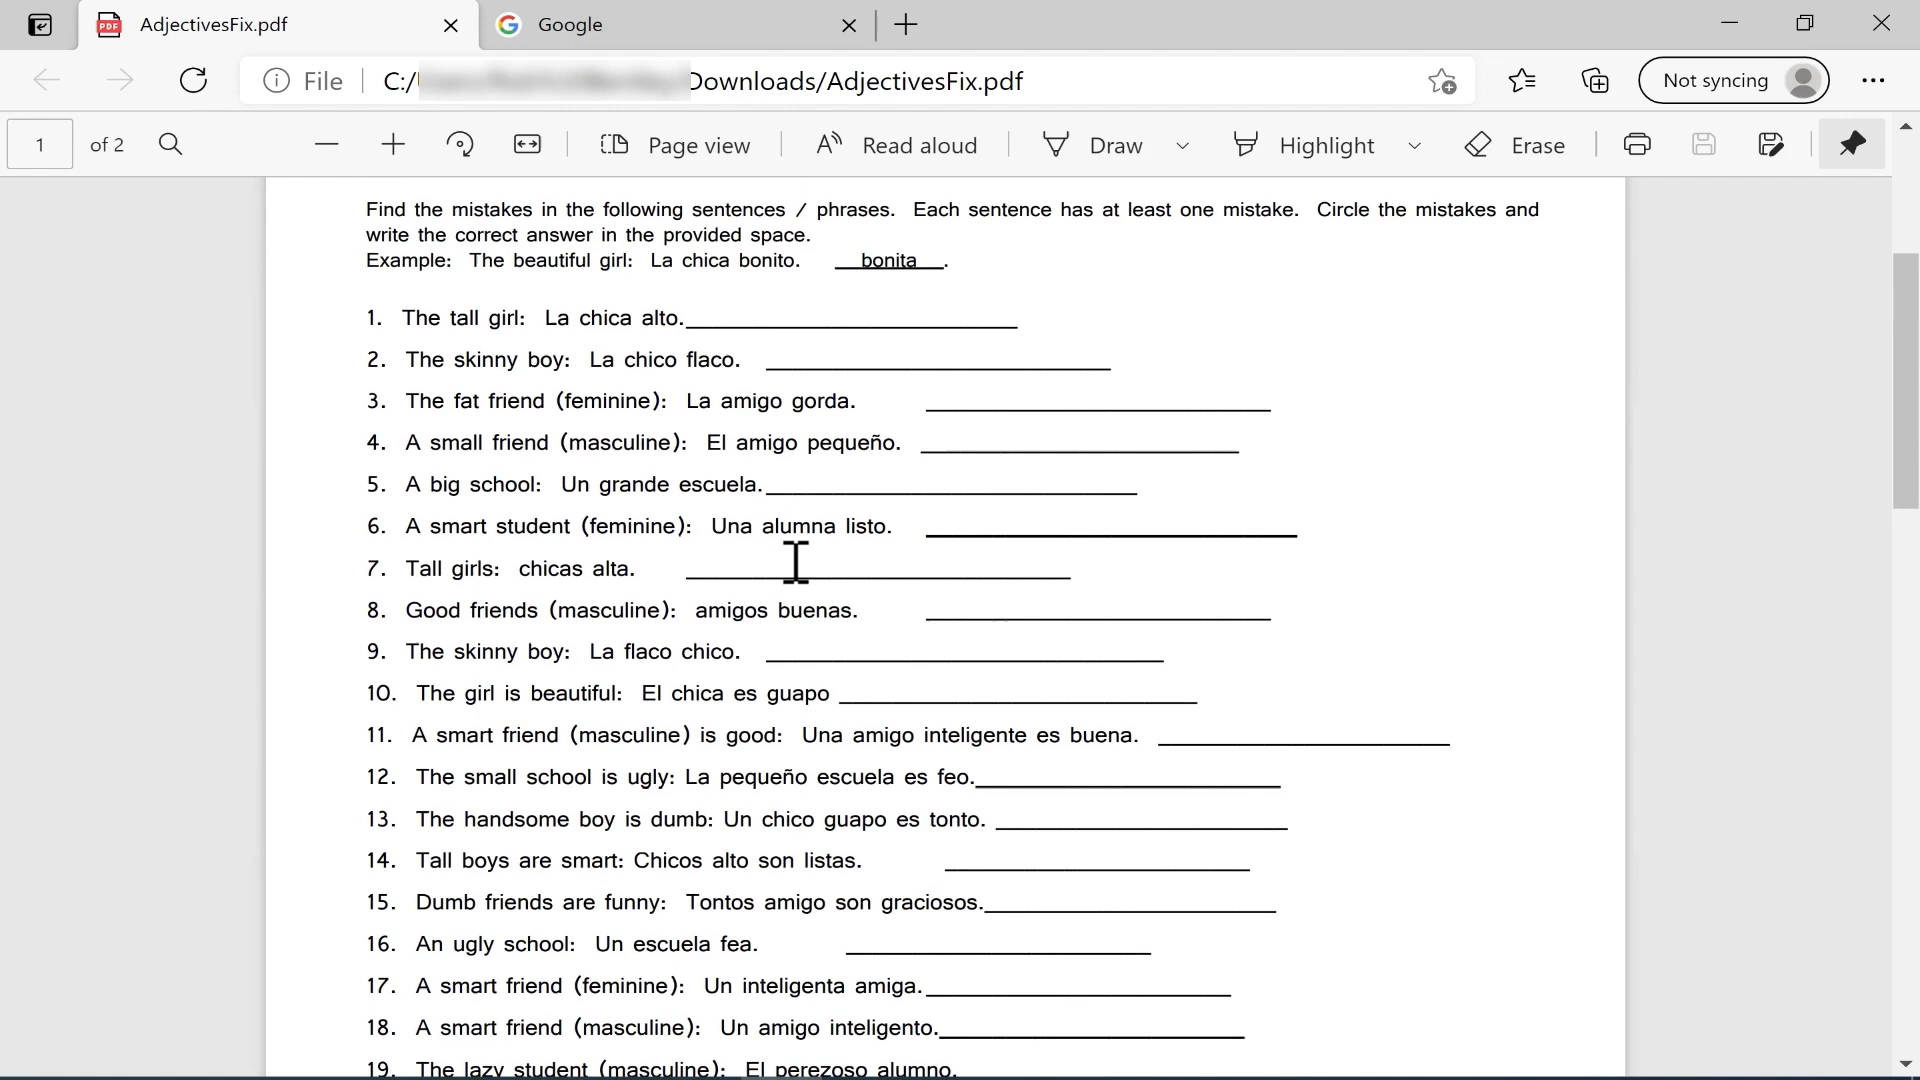 AdjectivesFix.pdf
Google
File
C:/
Downloads/AdjectivesFix.pdf
Not syncing
1 of 2
Page view
Read aloud
Draw
Highlight
Erase
Find the mistakes in the following sentences / phrases. Each sentence has at least one mistake. Circle the mistakes and
write the correct answer in the provided space.
Example: The beautiful girl: La chica bonito. __bonita__.
1. The tall girl: La chica alto.
2. The skinny boy: La chico flaco.
3. The fat friend (feminine): La amigo gorda.
4. A small friend (masculine): El amigo pequeño.
5. A big school: Un grande escuela.
6. A smart student (feminine): Una alumna listo.
7. Tall girls: chicas alta.
8. Good friends (masculine): amigos buenas.
9. The skinny boy: La flaco chico.
10. The girl is beautiful: El chica es guapo
11. A smart friend (masculine) is good: Una amigo inteligente es buena.
12. The small school is ugly: La pequeño escuela es feo.
13. The handsome boy is dumb: Un chico guapo es tonto.
14. Tall boys are smart: Chicos alto son listas.
15. Dumb friends are funny: Tontos amigo son graciosos.
16. An ugly school: Un escuela fea.
17. A smart friend (feminine): Un inteligenta amiga.
18. A smart friend (masculine): Un amigo inteligento.
19. The lazy student (masculine): El perezoso alumno.